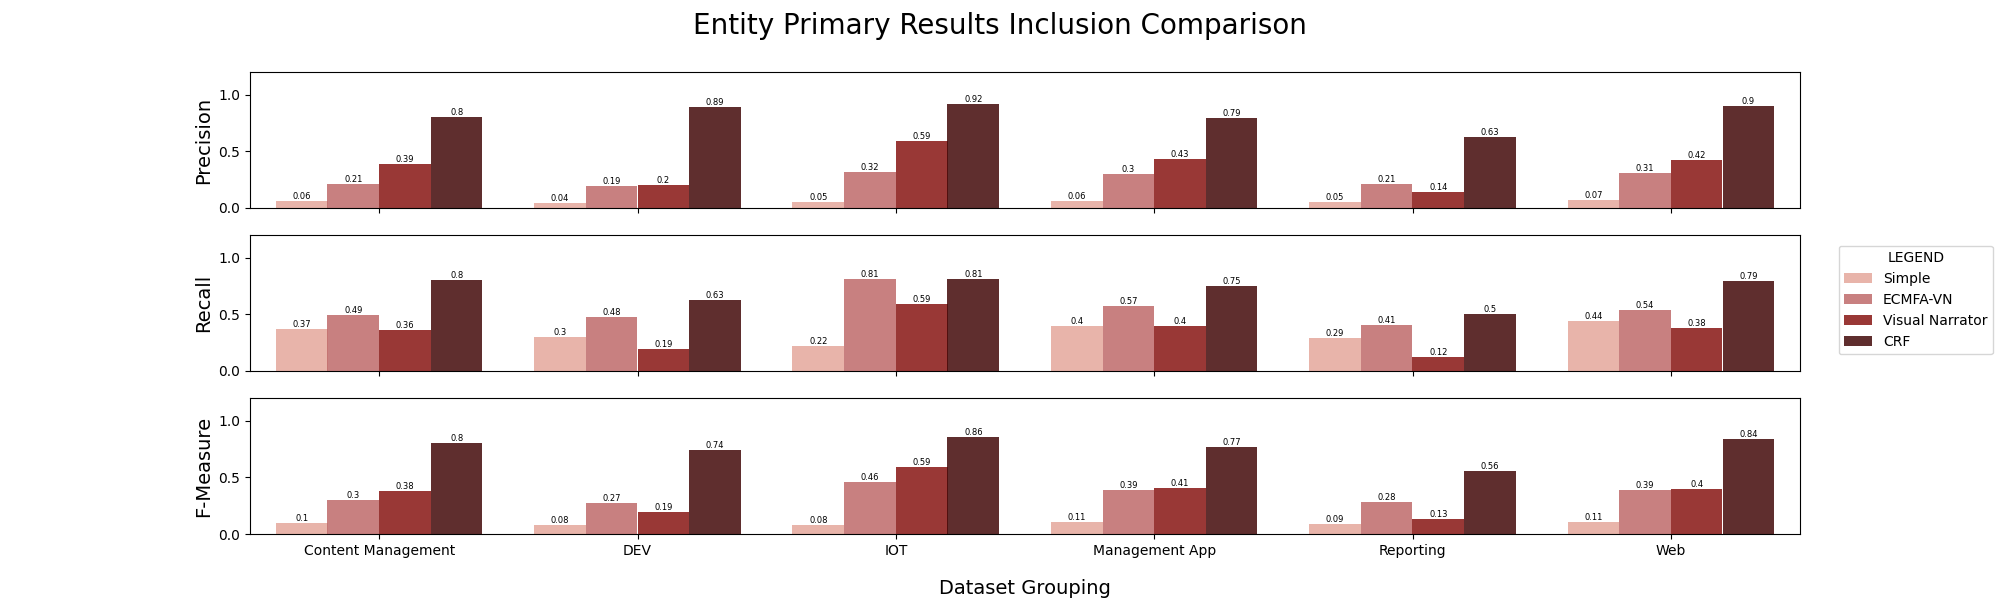 Entity Primary Results Inclusion Comparison
Precision
1.0
0.5
0.0
0.06 0.21 0.39 0.8 0.04 0.19 0.2 0.89 0.05 0.32 0.59 0.92 0.06 0.3 0.43 0.79 0.05 0.21 0.14 0.63 0.07 0.31 0.42 0.9
Recall
1.0
0.5
0.0
0.37 0.49 0.36 0.8 0.3 0.48 0.19 0.63 0.22 0.81 0.59 0.81 0.4 0.57 0.4 0.75 0.29 0.41 0.12 0.5 0.44 0.54 0.38 0.79
LEGEND
Simple
ECMFA-VN
Visual Narrator
CRF
F-Measure
1.0
0.5
0.0
0.1 0.3 0.38 0.8 0.08 0.27 0.19 0.74 0.08 0.46 0.59 0.86 0.11 0.39 0.41 0.77 0.09 0.28 0.13 0.56 0.11 0.39 0.4 0.84
Content Management DEV IOT Management App Reporting Web
Dataset Grouping